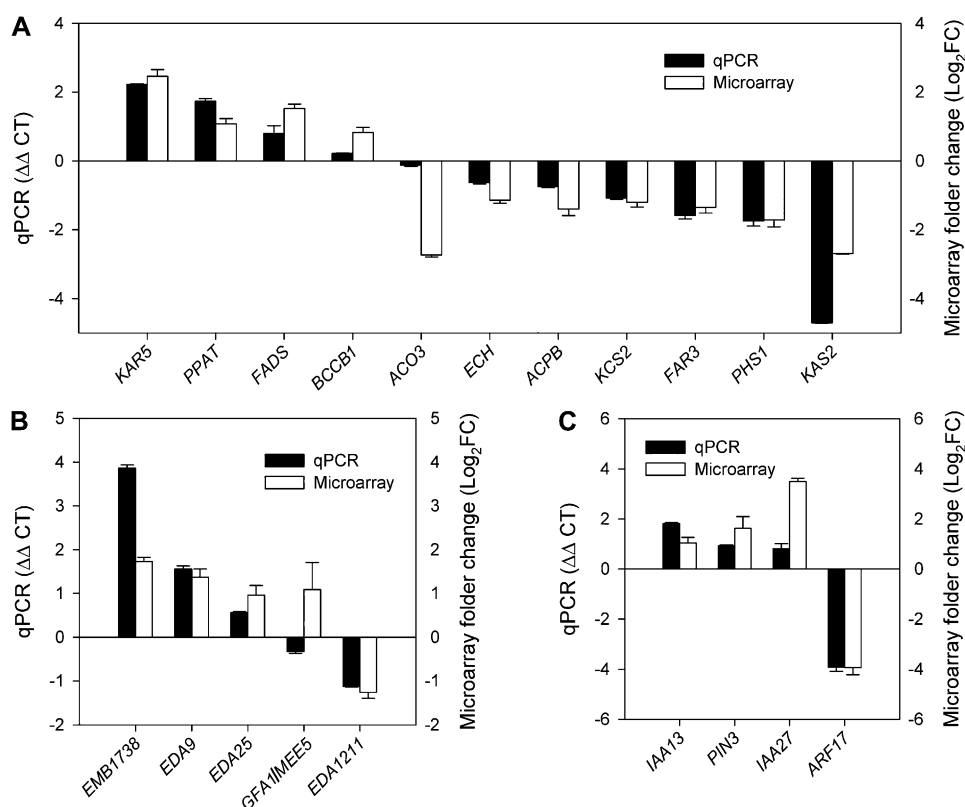 A
qPCR (ΔΔ CT)
4
2
0
-2
-4
qPCR
Microarray
4
2
0
-2
-4
Microarray folder change (Log2FC)
KAR5 PPAT FADS BCCB1 ACO3 ECH ACPB KCS2 FAR3 PHS1 KAS2
B
qPCR (ΔΔ CT)
5
4
3
2
1
0
-1
-2
qPCR
Microarray
5
4
3
2
1
0
-1
-2
Microarray folder change (Log2FC)
EMB1738 EDA9 EDA25 GFA1/MEE5 EDA1211
C
qPCR (ΔΔ CT)
6
4
2
0
-2
-4
-6
qPCR
Microarray
6
4
2
0
-2
-4
-6
Microarray folder change (Log2FC)
IAA13 PIN3 IAA27 ARF17